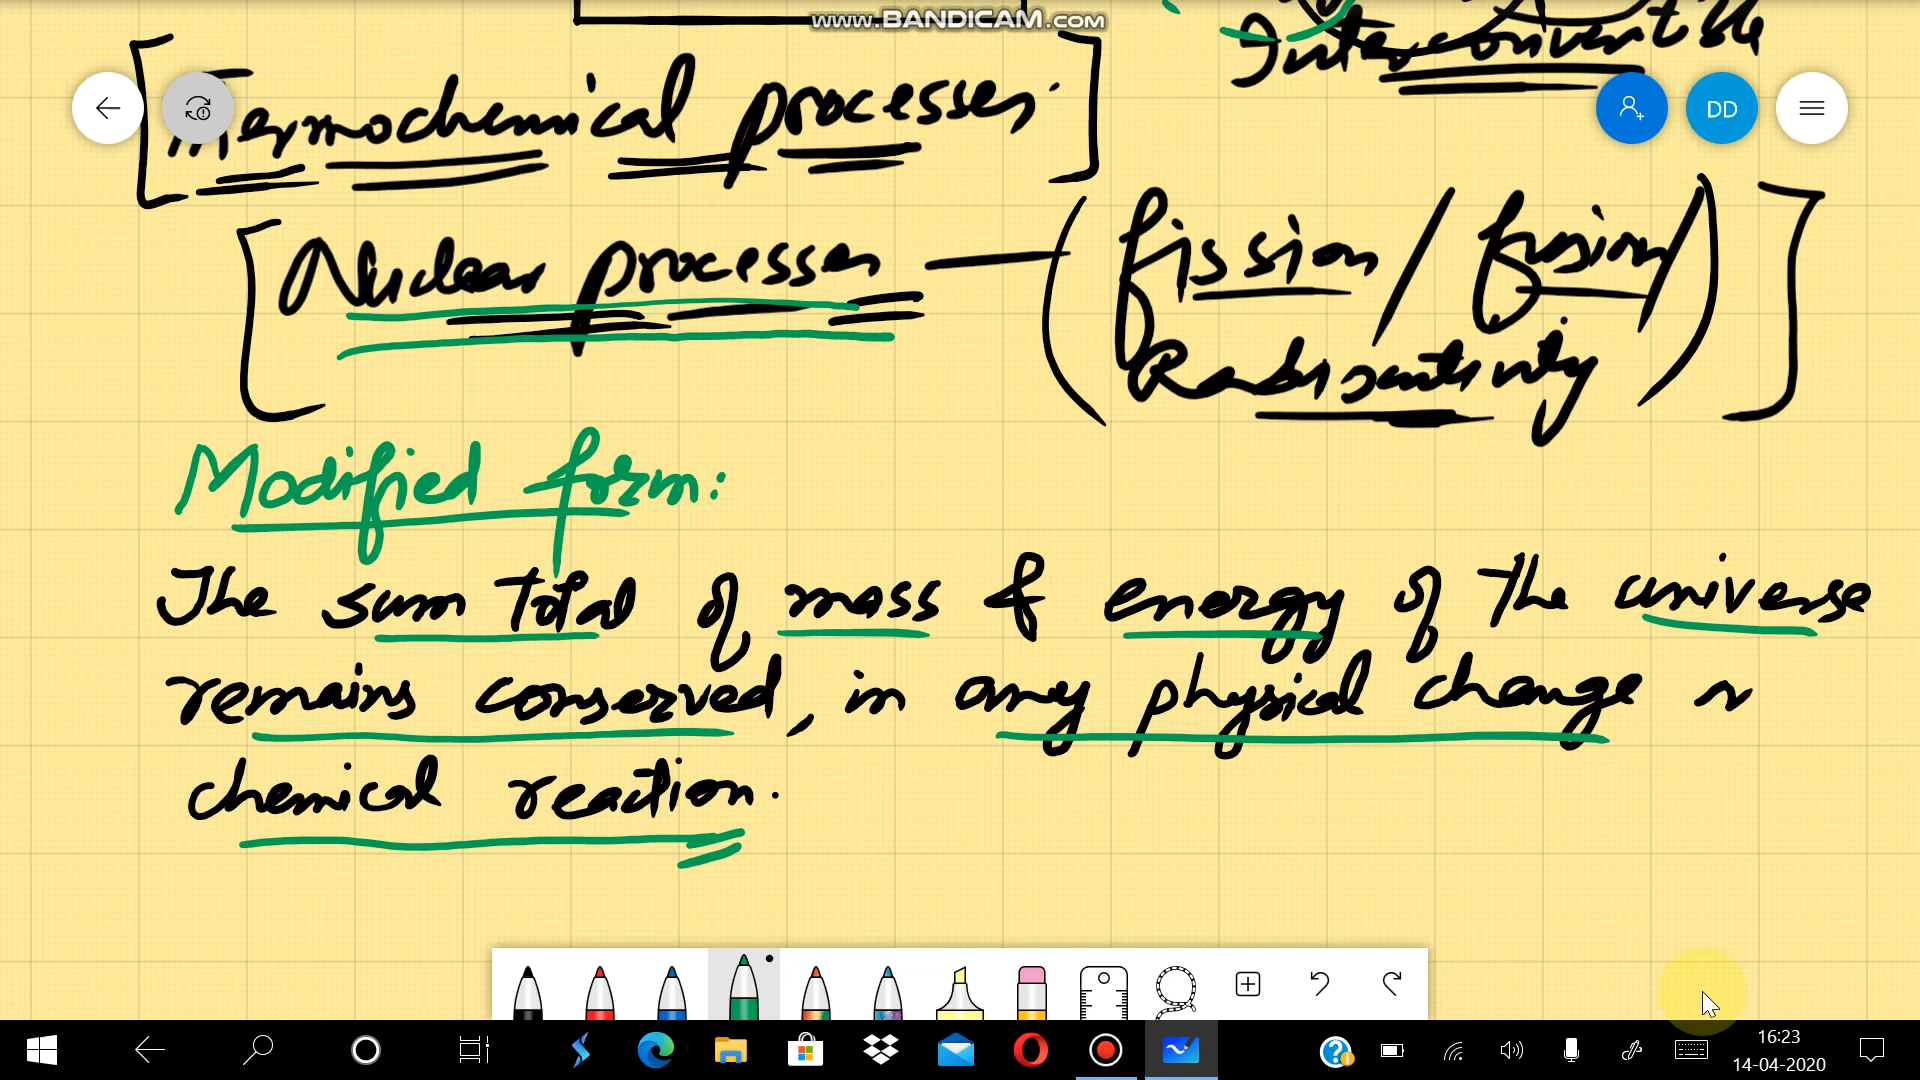 www.BANDICAM.com
Interconvertible
Thermochemical processes.
DD
Nuclear processes — (fission / fusion /
Radioactivity)
Modified form:
The sum total of mass & energy of the universe
remains conserved, in any physical change or
chemical reaction.
16:23
14-04-2020